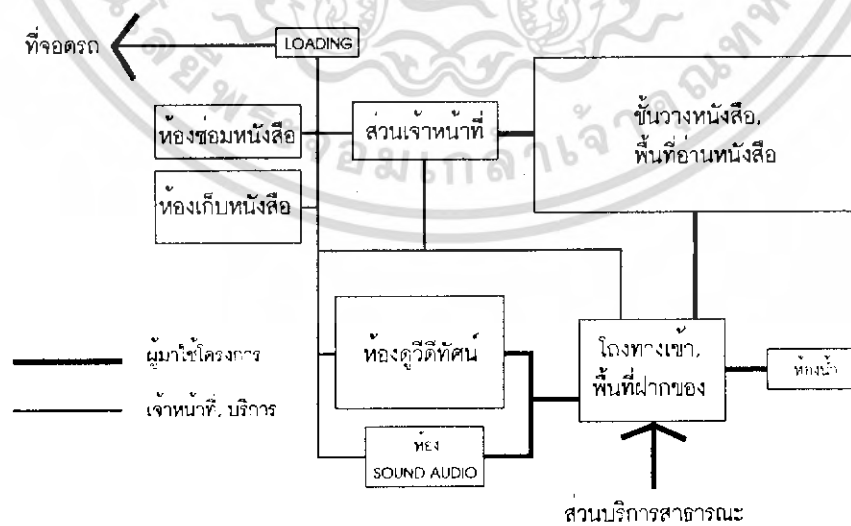 ที่จอดรถ
LOADING
ห้องซ่อมหนังสือ
ส่วนเจ้าหน้าที่
ชั้นวางหนังสือ,
พื้นที่อ่านหนังสือ
ห้องเก็บหนังสือ
ผู้มาใช้โครงการ
เจ้าหน้าที่, บริการ
ห้องดูวีดีทัศน์
โถงทางเข้า,
พื้นที่ฝากของ
ห้องน้ำ
ห้อง
SOUND AUDIO
ส่วนบริการสาธารณะ